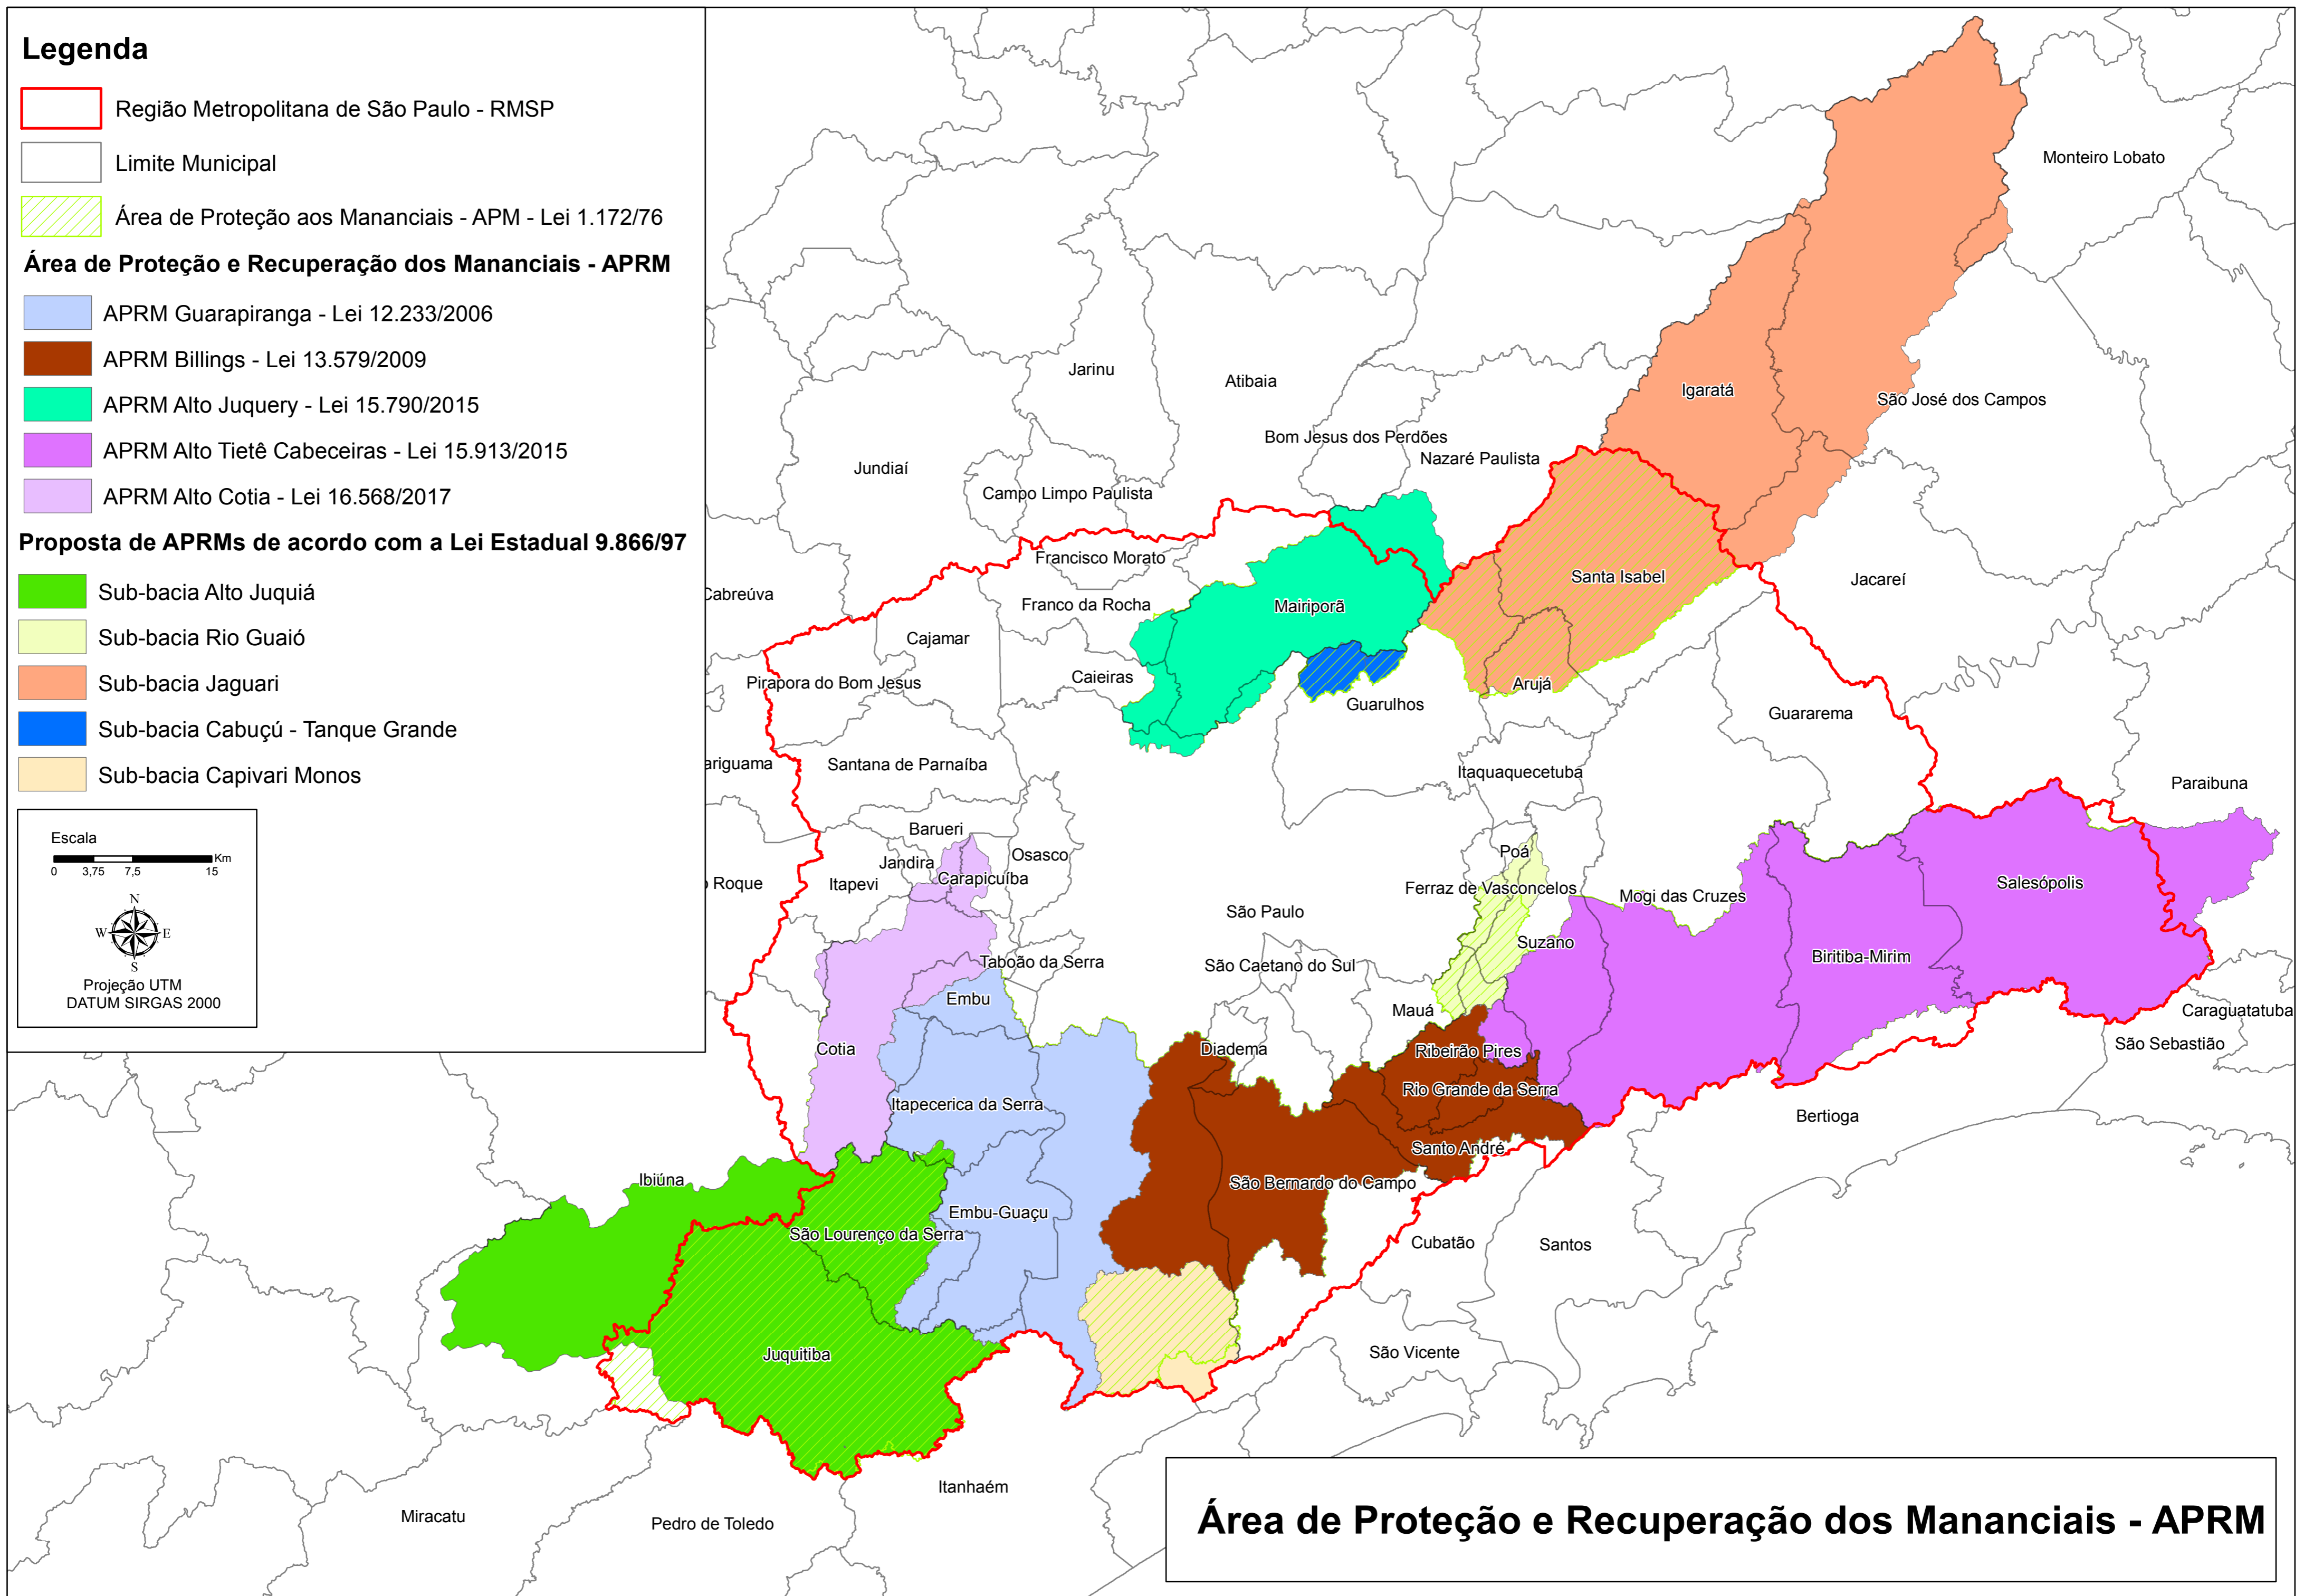 Legenda
Região Metropolitana de São Paulo - RMSP
Limite Municipal
Área de Proteção aos Mananciais - APM - Lei 1.172/76
Área de Proteção e Recuperação dos Mananciais - APRM
APRM Guarapiranga - Lei 12.233/2006
APRM Billings - Lei 13.579/2009
APRM Alto Juquery - Lei 15.790/2015
APRM Alto Tietê Cabeceiras - Lei 15.913/2015
APRM Alto Cotia - Lei 16.568/2017
Proposta de APRMs de acordo com a Lei Estadual 9.866/97
Sub-bacia Alto Juquiá
Sub-bacia Rio Guaió
Sub-bacia Jaguari
Sub-bacia Cabuçú - Tanque Grande
Sub-bacia Capivari Monos
Escala
Km
0 3,75 7,5 15
N
W E
S
Projeção UTM
DATUM SIRGAS 2000
Monteiro Lobato
Jarinu
Atibaia
Igaratá
São José dos Campos
Bom Jesus dos Perdões
Nazaré Paulista
Jundiaí
Campo Limpo Paulista
Francisco Morato
Santa Isabel
Jacareí
Cabreúva
Franco da Rocha
Mairiporã
Cajamar
Caieiras
Pirapora do Bom Jesus
Arujá
Guarulhos
Guararema
ariguama
Santana de Parnaíba
Itaquaquecetuba
Paraibuna
Barueri
Osasco
Poá
Jandira
Carapicuíba
Roque
Itapevi
Ferraz de Vasconcelos
Mogi das Cruzes
Salesópolis
São Paulo
Suzano
Biritiba-Mirim
Taboão da Serra
São Caetano do Sul
Embu
Mauá
Caraguatatuba
Cotia
Diadema
Ribeirão Pires
São Sebastião
Rio Grande da Serra
Itapecerica da Serra
Bertioga
Santo André
Ibiúna
São Bernardo do Campo
Embu-Guaçu
São Lourenço da Serra
Cubatão
Santos
Juquitiba
São Vicente
Itanhaém
Miracatu
Pedro de Toledo
Área de Proteção e Recuperação dos Mananciais - APRM